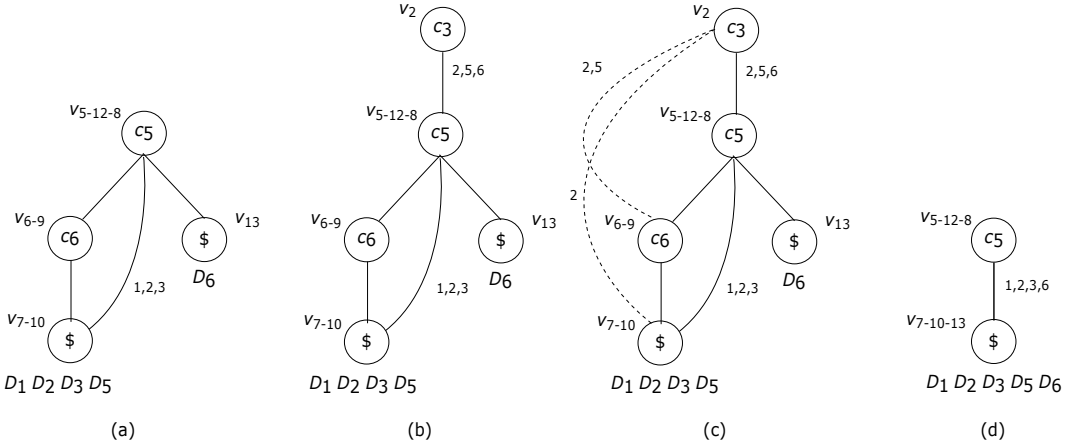 v5-12-8
c5
v6-9
c6
v13
$
D6
1,2,3
v7-10
$
D1 D2 D3 D5
(a)
v2
c3
2,5,6
v5-12-8
c5
v6-9
c6
v13
$
D6
1,2,3
v7-10
$
D1 D2 D3 D5
(b)
v2
c3
2,5
2,5,6
v5-12-8
c5
2
v6-9
c6
v13
$
D6
1,2,3
v7-10
$
D1 D2 D3 D5
(c)
v5-12-8
c5
1,2,3,6
v7-10-13
$
D1 D2 D3 D5 D6
(d)